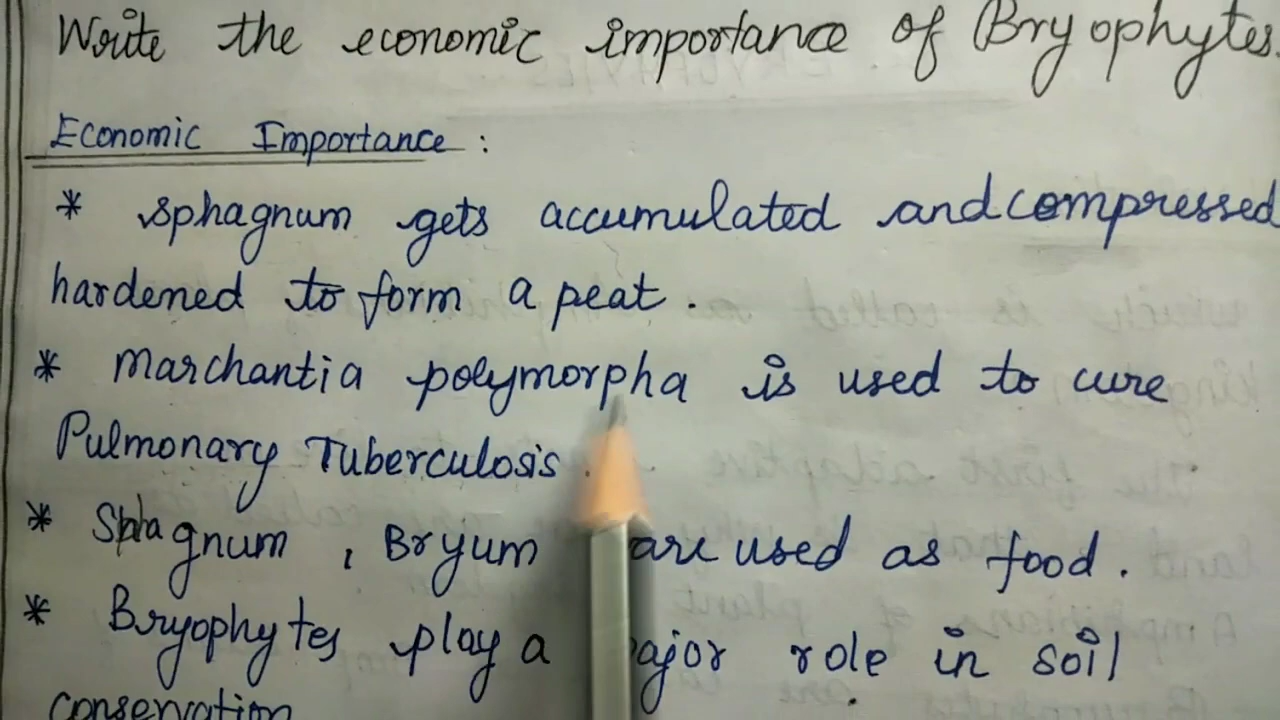 Write the economic importance of Bryophytes.
Economic Importance :
* Sphagnum gets accumulated and compressed
hardened to form a peat .
* Marchantia polymorpha is used to cure
Pulmonary Tuberculosis .
* Sphagnum , Bryum are used as food .
* Bryophytes play a major role in soil
conservation